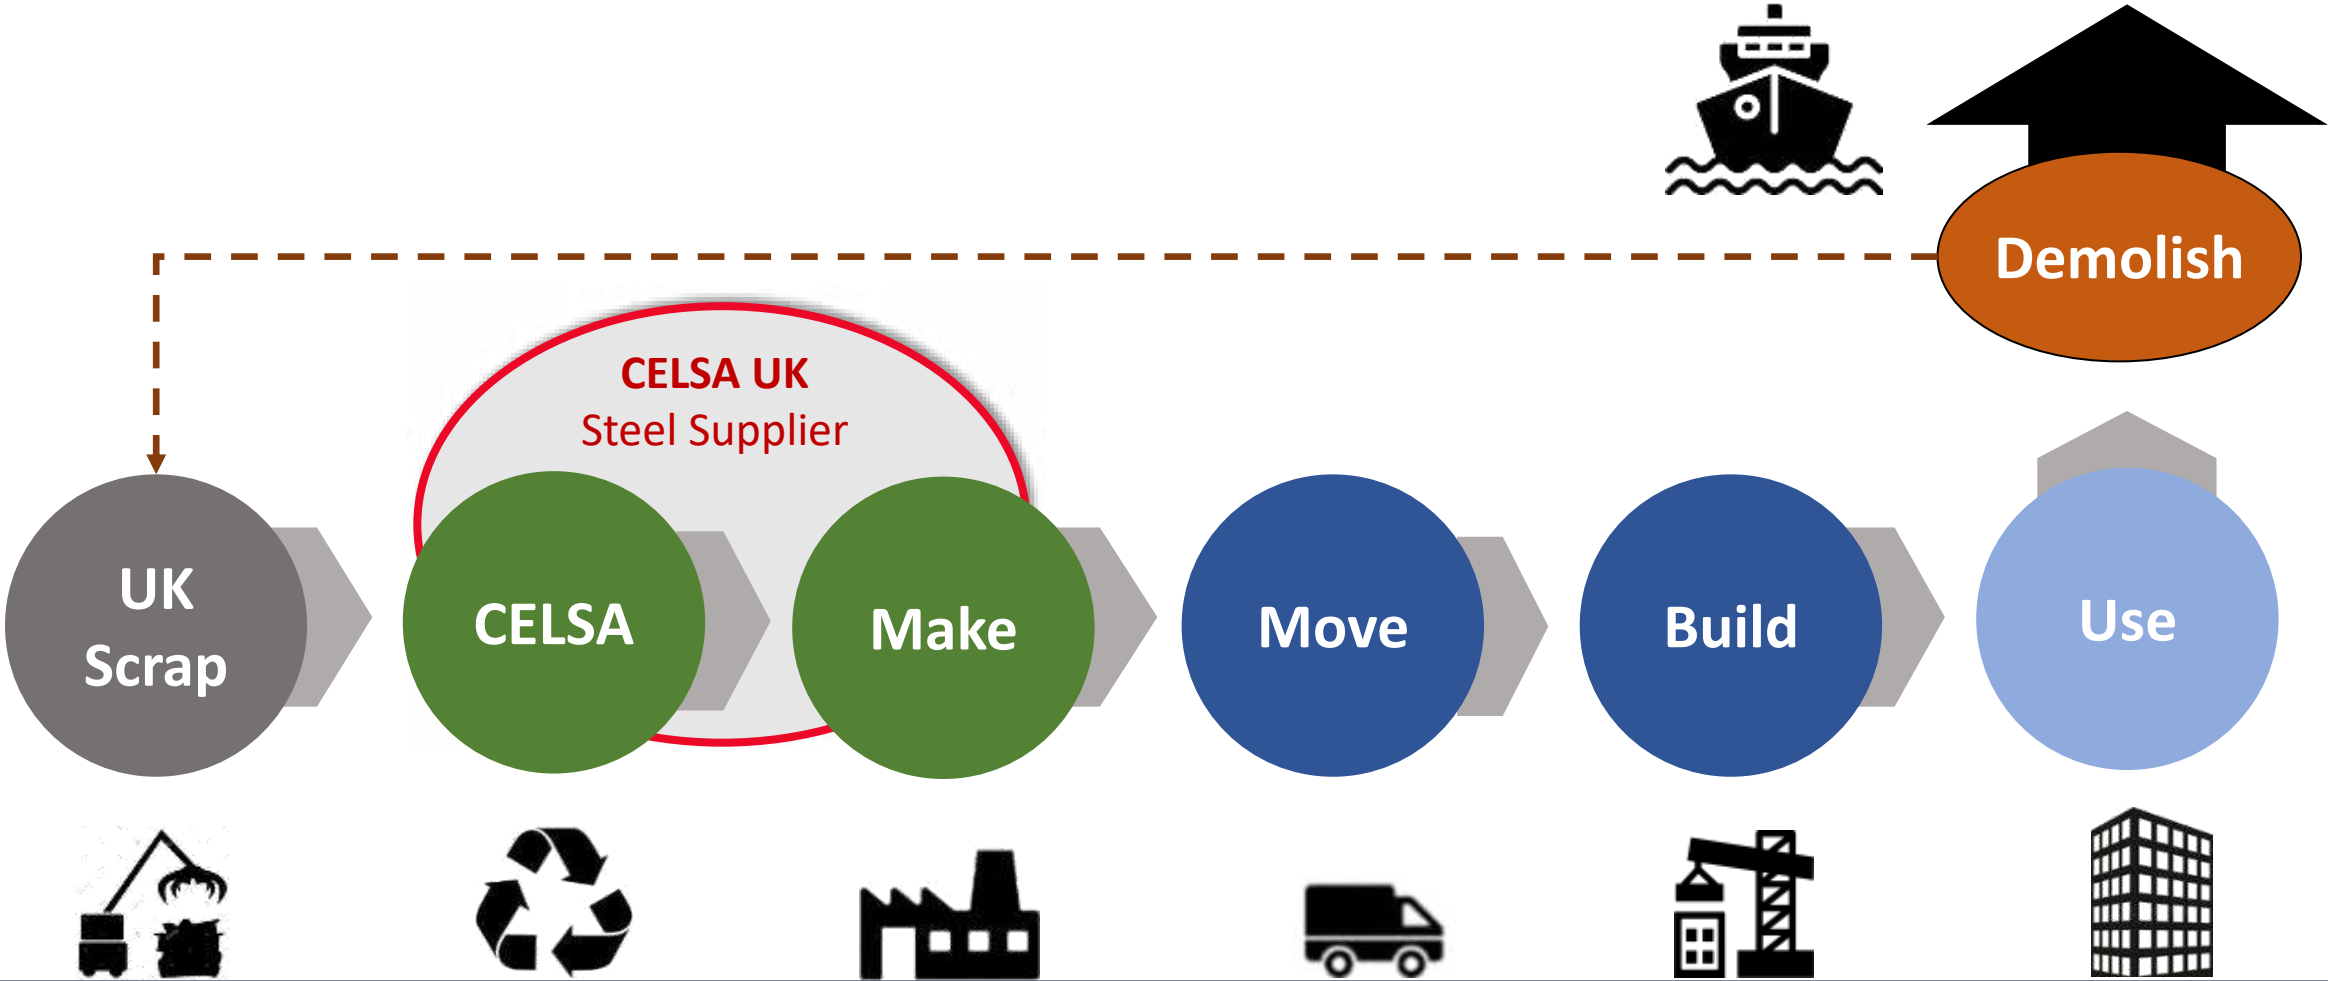 Demolish
CELSA UK
Steel Supplier
UK
Scrap
CELSA
Make
Move
Build
Use